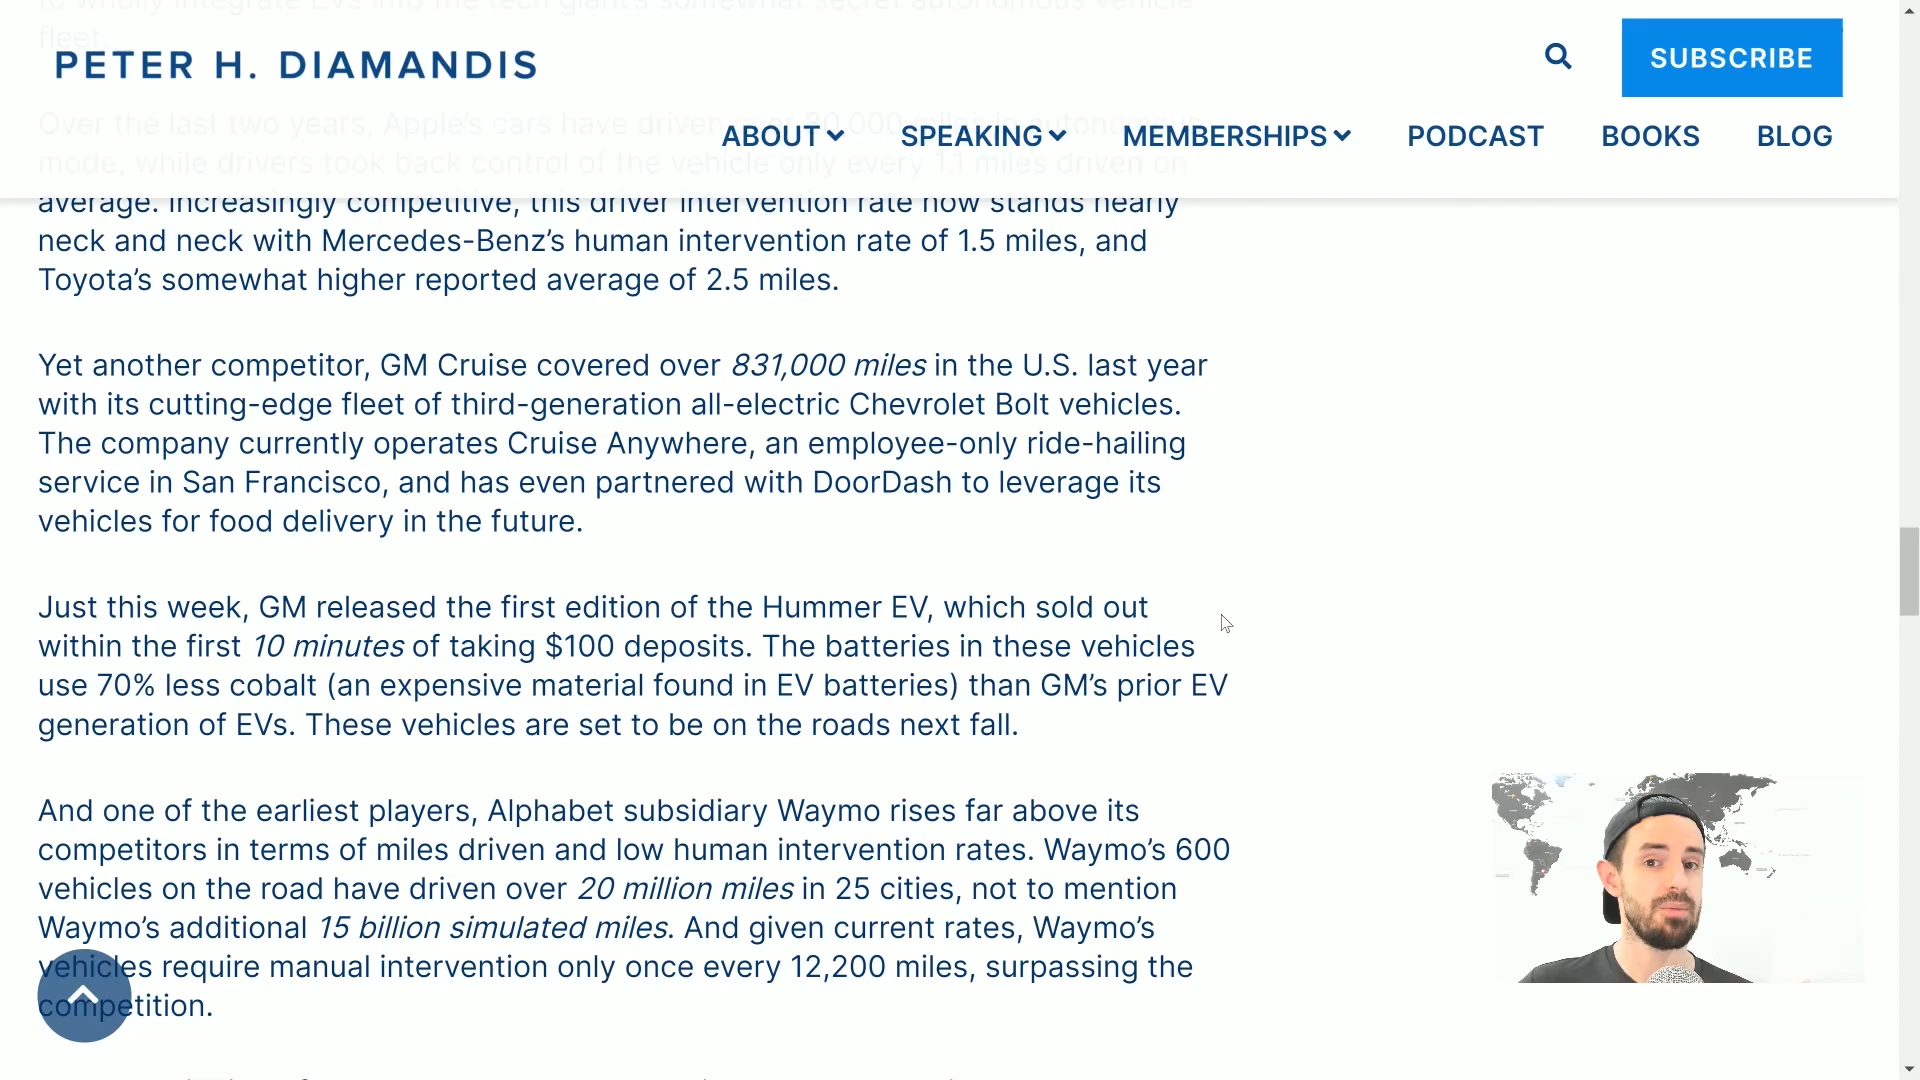 to wholly integrate EVs into the tech giant's somewhat secret autonomous vehicle
fleet.
PETER H. DIAMANDIS
SUBSCRIBE
ABOUT
SPEAKING
MEMBERSHIPS
PODCAST
BOOKS
BLOG
Over the last two years, Apple's cars have driven over 80,000 miles in autonomous
mode, while drivers took back control of the vehicle only every 1.1 miles driven on
average. Increasingly competitive, this driver intervention rate now stands nearly
neck and neck with Mercedes-Benz’s human intervention rate of 1.5 miles, and
Toyota’s somewhat higher reported average of 2.5 miles.
Yet another competitor, GM Cruise covered over 831,000 miles in the U.S. last year
with its cutting-edge fleet of third-generation all-electric Chevrolet Bolt vehicles.
The company currently operates Cruise Anywhere, an employee-only ride-hailing
service in San Francisco, and has even partnered with DoorDash to leverage its
vehicles for food delivery in the future.
Just this week, GM released the first edition of the Hummer EV, which sold out
within the first 10 minutes of taking $100 deposits. The batteries in these vehicles
use 70% less cobalt (an expensive material found in EV batteries) than GM’s prior EV
generation of EVs. These vehicles are set to be on the roads next fall.
And one of the earliest players, Alphabet subsidiary Waymo rises far above its
competitors in terms of miles driven and low human intervention rates. Waymo’s 600
vehicles on the road have driven over 20 million miles in 25 cities, not to mention
Waymo’s additional 15 billion simulated miles. And given current rates, Waymo’s
vehicles require manual intervention only once every 12,200 miles, surpassing the
competition.